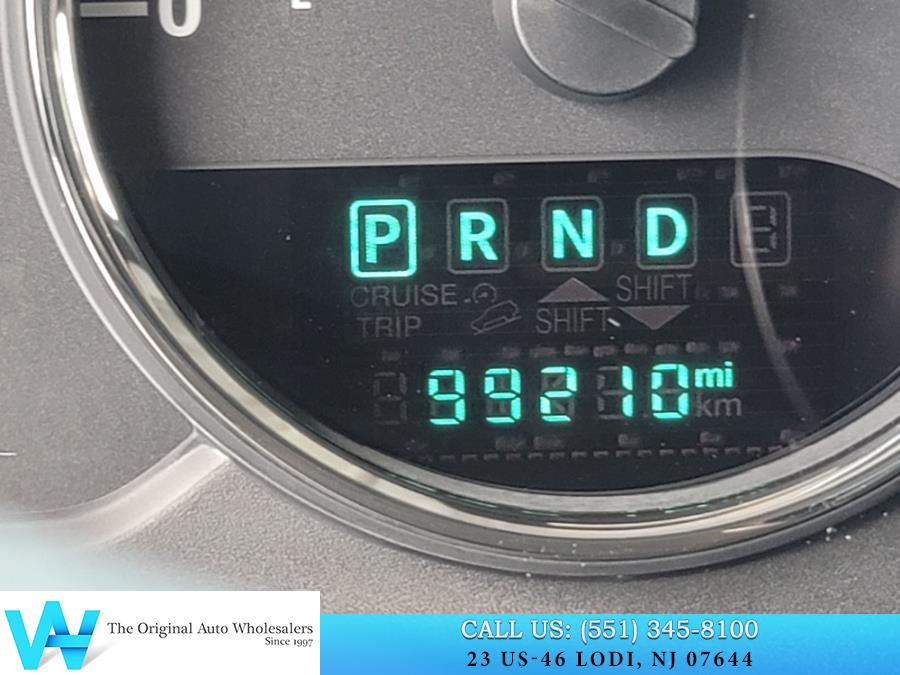 0
P R N D
CRUISE SHIFT
TRIP SHIFT
99210 mi
km
The Original Auto Wholesalers
Since 1997
CALL US: (551) 345-8100
23 US-46 LODI, NJ 07644